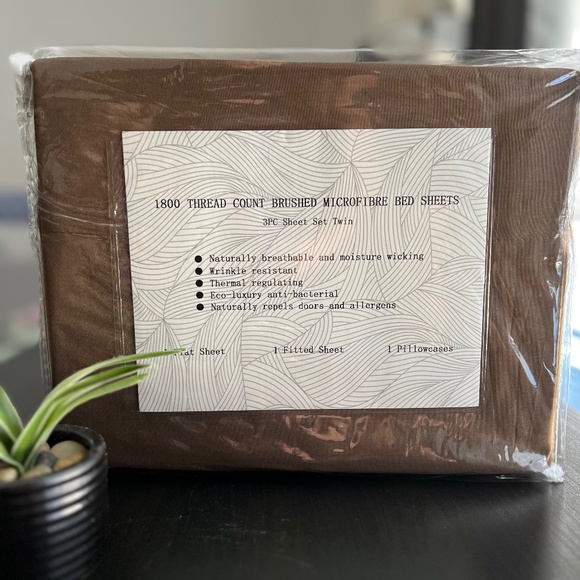 1800 THREAD COUNT BRUSHED MICROFIBRE BED SHEETS
3PC Sheet Set Twin
● Naturally breathable and moisture wicking
● Wrinkle resistant
● Thermal regulating
● Eco-luxury anti-bacterial
● Naturally repels doors and allergens
Sheet 1 Fitted Sheet 1 Pillowcases